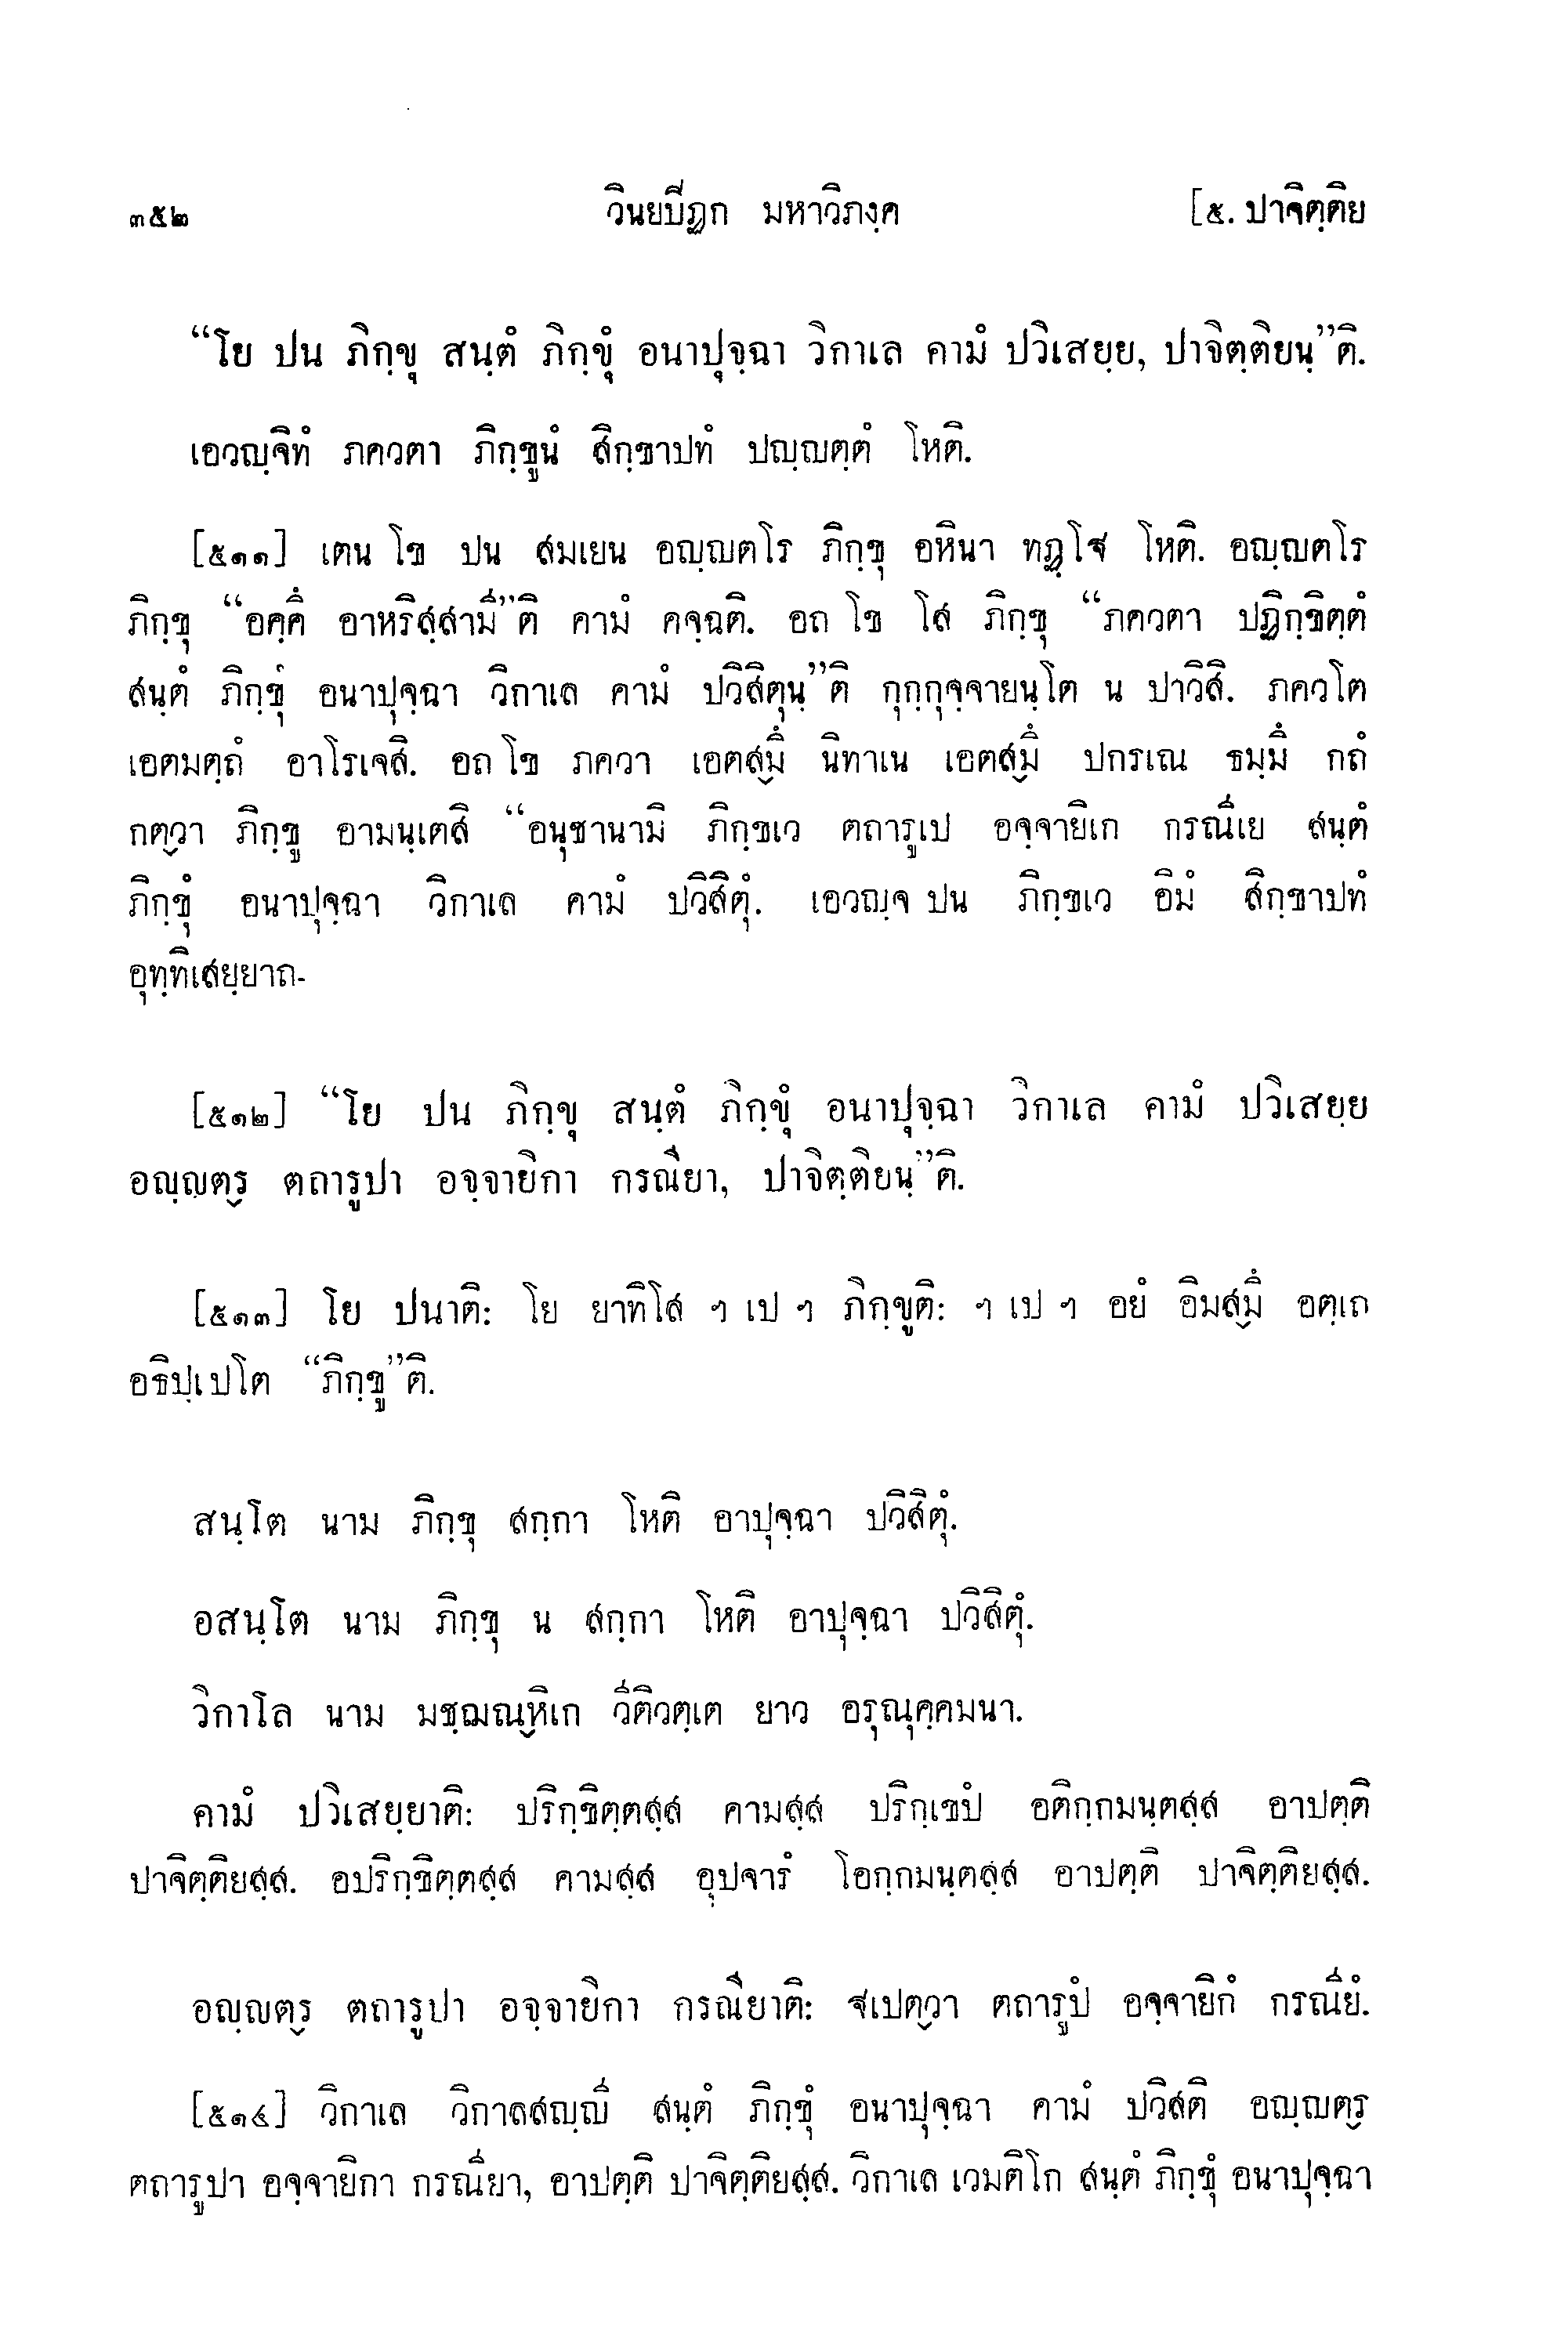 ๓๕๒ วินยปิฏก มหาวิภงฺค [๕. ปาจิตฺติย
“โย ปน ภิกฺขุ สนฺตํ ภิกฺขุํ อนาปุจฺฉา วิกาเล คามํ ปวิเสยฺย, ปาจิตฺติยนฺ”ติ.
เอวญฺจิทํ ภควตา ภิกฺขูนํ สิกฺขาปทํ ปญฺญตฺตํ โหติ.
[๕๑๑] เตน โข ปน สมเยน อญฺญตโร ภิกฺขุ อหินา ทฏฺโฐ โหติ. อญฺญตโร
ภิกฺขุ “อคฺคึ อาหริสฺสามี”ติ คามํ คจฺฉติ. อถ โข โส ภิกฺขุ “ภควตา ปฏิกฺขิตฺตํ
สนฺตํ ภิกฺขุํ อนาปุจฺฉา วิกาเล คามํ ปวิสิตุนฺ”ติ กุกฺกุจฺจายนฺโต น ปาวิสิ. ภควโต
เอตมตฺถํ อาโรเจสิ. อถ โข ภควา เอตสฺมึ นิทาเน เอตสฺมึ ปกรเณ ธมฺมึ กถํ
กตฺวา ภิกฺขู อามนฺเตสิ “อนุชานามิ ภิกฺขเว ตถารูเป อจฺจายิเก กรณีเย สนฺตํ
ภิกฺขุํ อนาปุจฺฉา วิกาเล คามํ ปวิสิตุํ. เอวญฺจ ปน ภิกฺขเว อิมํ สิกฺขาปทํ
อุทฺทิเสยฺยาถ-
[๕๑๒] “โย ปน ภิกฺขุ สนฺตํ ภิกฺขุํ อนาปุจฺฉา วิกาเล คามํ ปวิเสยฺย
อญฺญตฺร ตถารูปา อจฺจายิกา กรณียา, ปาจิตฺติยนฺ”ติ.
[๕๑๓] โย ปนาติ: โย ยาทิโส ฯ เป ฯ ภิกฺขูติ: ฯ เป ฯ อยํ อิมสฺมึ อตฺเถ
อธิปฺเปโต “ภิกฺขู”ติ.
สนฺโต นาม ภิกฺขุ สกฺกา โหติ อาปุจฺฉา ปวิสิตุํ.
อสนฺโต นาม ภิกฺขุ น สกฺกา โหติ อาปุจฺฉา ปวิสิตุํ.
วิกาโล นาม มชฺฌณฺหิเก วีติวตฺเต ยาว อรุณุคฺคมนา.
คามํ ปวิเสยฺยาติ: ปริกฺขิตฺตสฺส คามสฺส ปริกฺเขปํ อติกฺกมนฺตสฺส อาปตฺติ
ปาจิตฺติยสฺส. อปริกฺขิตฺตสฺส คามสฺส อุปจารํ โอกฺกมนฺตสฺส อาปตฺติ ปาจิตฺติยสฺส.
อญฺญตฺร ตถารูปา อจฺจายิกา กรณียาติ: ฐเปตฺวา ตถารูปํ อจฺจายิกํ กรณียํ.
[๕๑๔] วิกาเล วิกาลสญฺญี สนฺตํ ภิกฺขุํ อนาปุจฺฉา คามํ ปวิสติ อญฺญตฺร
ตถารูปา อจฺจายิกา กรณียา, อาปตฺติ ปาจิตฺติยสฺส. วิกาเล เวมติโก สนฺตํ ภิกฺขุํ อนาปุจฺฉา